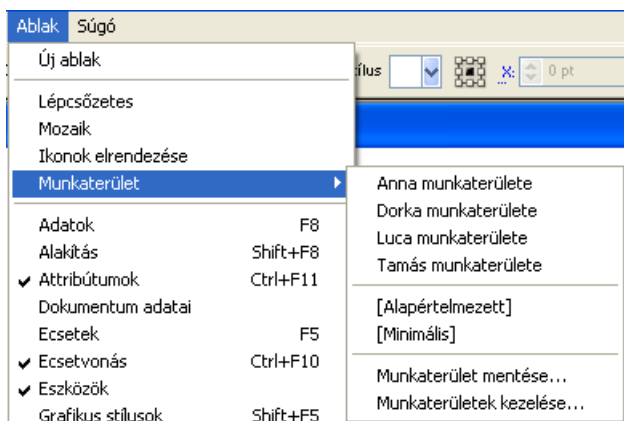 Ablak Súgó
Új ablak
ílus X: 0 pt
Lépcsőzetes
Mozaik
Ikonok elrendezése
Munkaterület
Anna munkaterülete
Dorka munkaterülete
Luca munkaterülete
Tamás munkaterülete
[Alapértelmezett]
[Minimális]
Munkaterület mentése...
Munkaterületek kezelése...
Adatok F8
Alakítás Shift+F8
Attribútumok Ctrl+F11
Dokumentum adatai
Ecsetek F5
Ecsetvonás Ctrl+F10
Eszközök
Grafikus stílusok Shift+F5